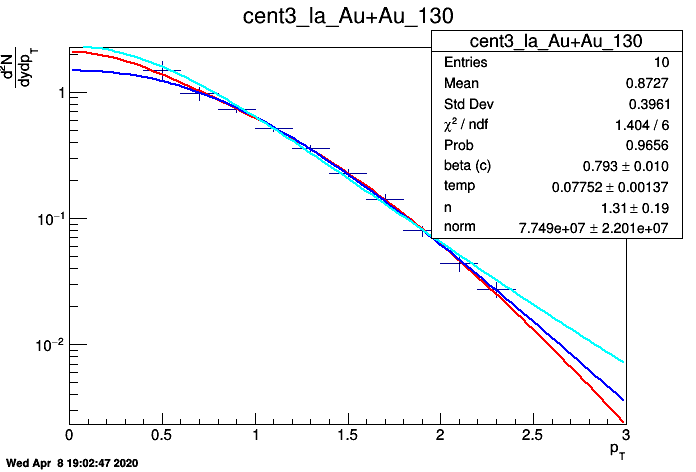 cent3_la_Au+Au_130
d²N
dydp_T
cent3_la_Au+Au_130
Entries 10
Mean 0.8727
Std Dev 0.3961
χ² / ndf 1.404 / 6
Prob 0.9656
beta (c) 0.793 ± 0.010
temp 0.07752 ± 0.00137
n 1.31 ± 0.19
norm 7.749e+07 ± 2.201e+07
1
10⁻¹
10⁻²
0 0.5 1 1.5 2 2.5 3
p_T
Wed Apr 8 19:02:47 2020